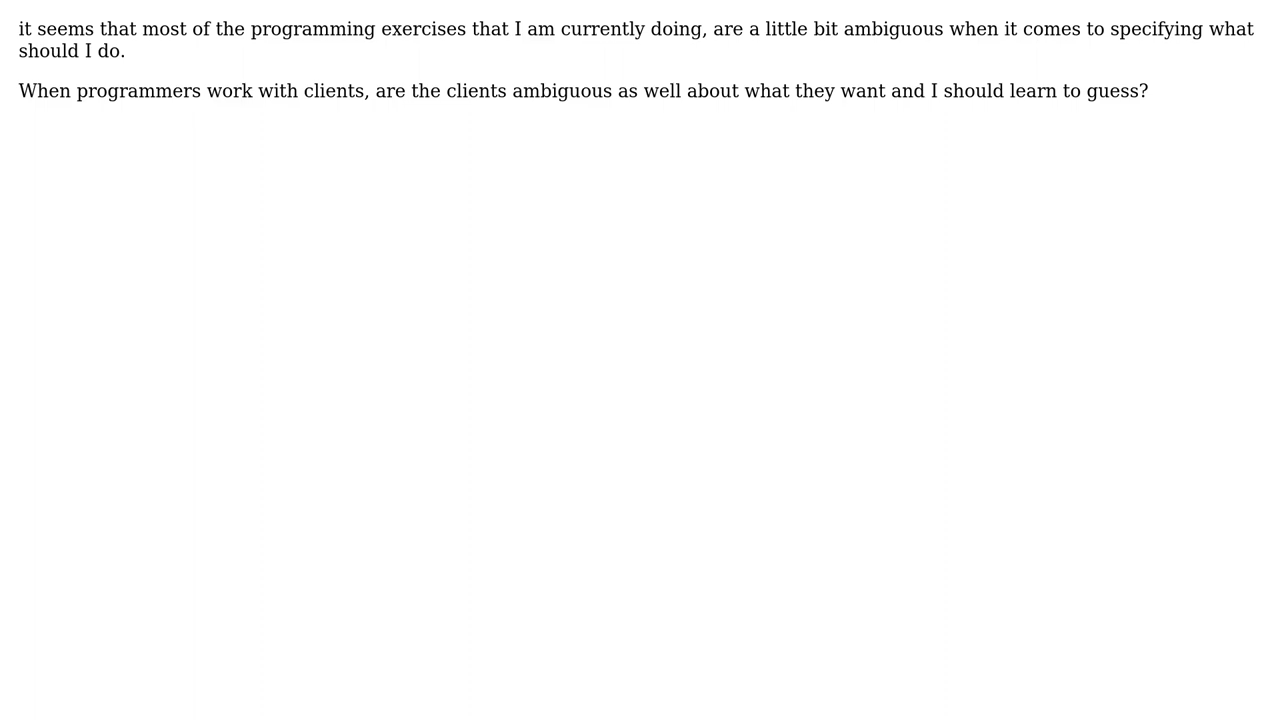 it seems that most of the programming exercises that I am currently doing, are a little bit ambiguous when it comes to specifying what
should I do.
When programmers work with clients, are the clients ambiguous as well about what they want and I should learn to guess?